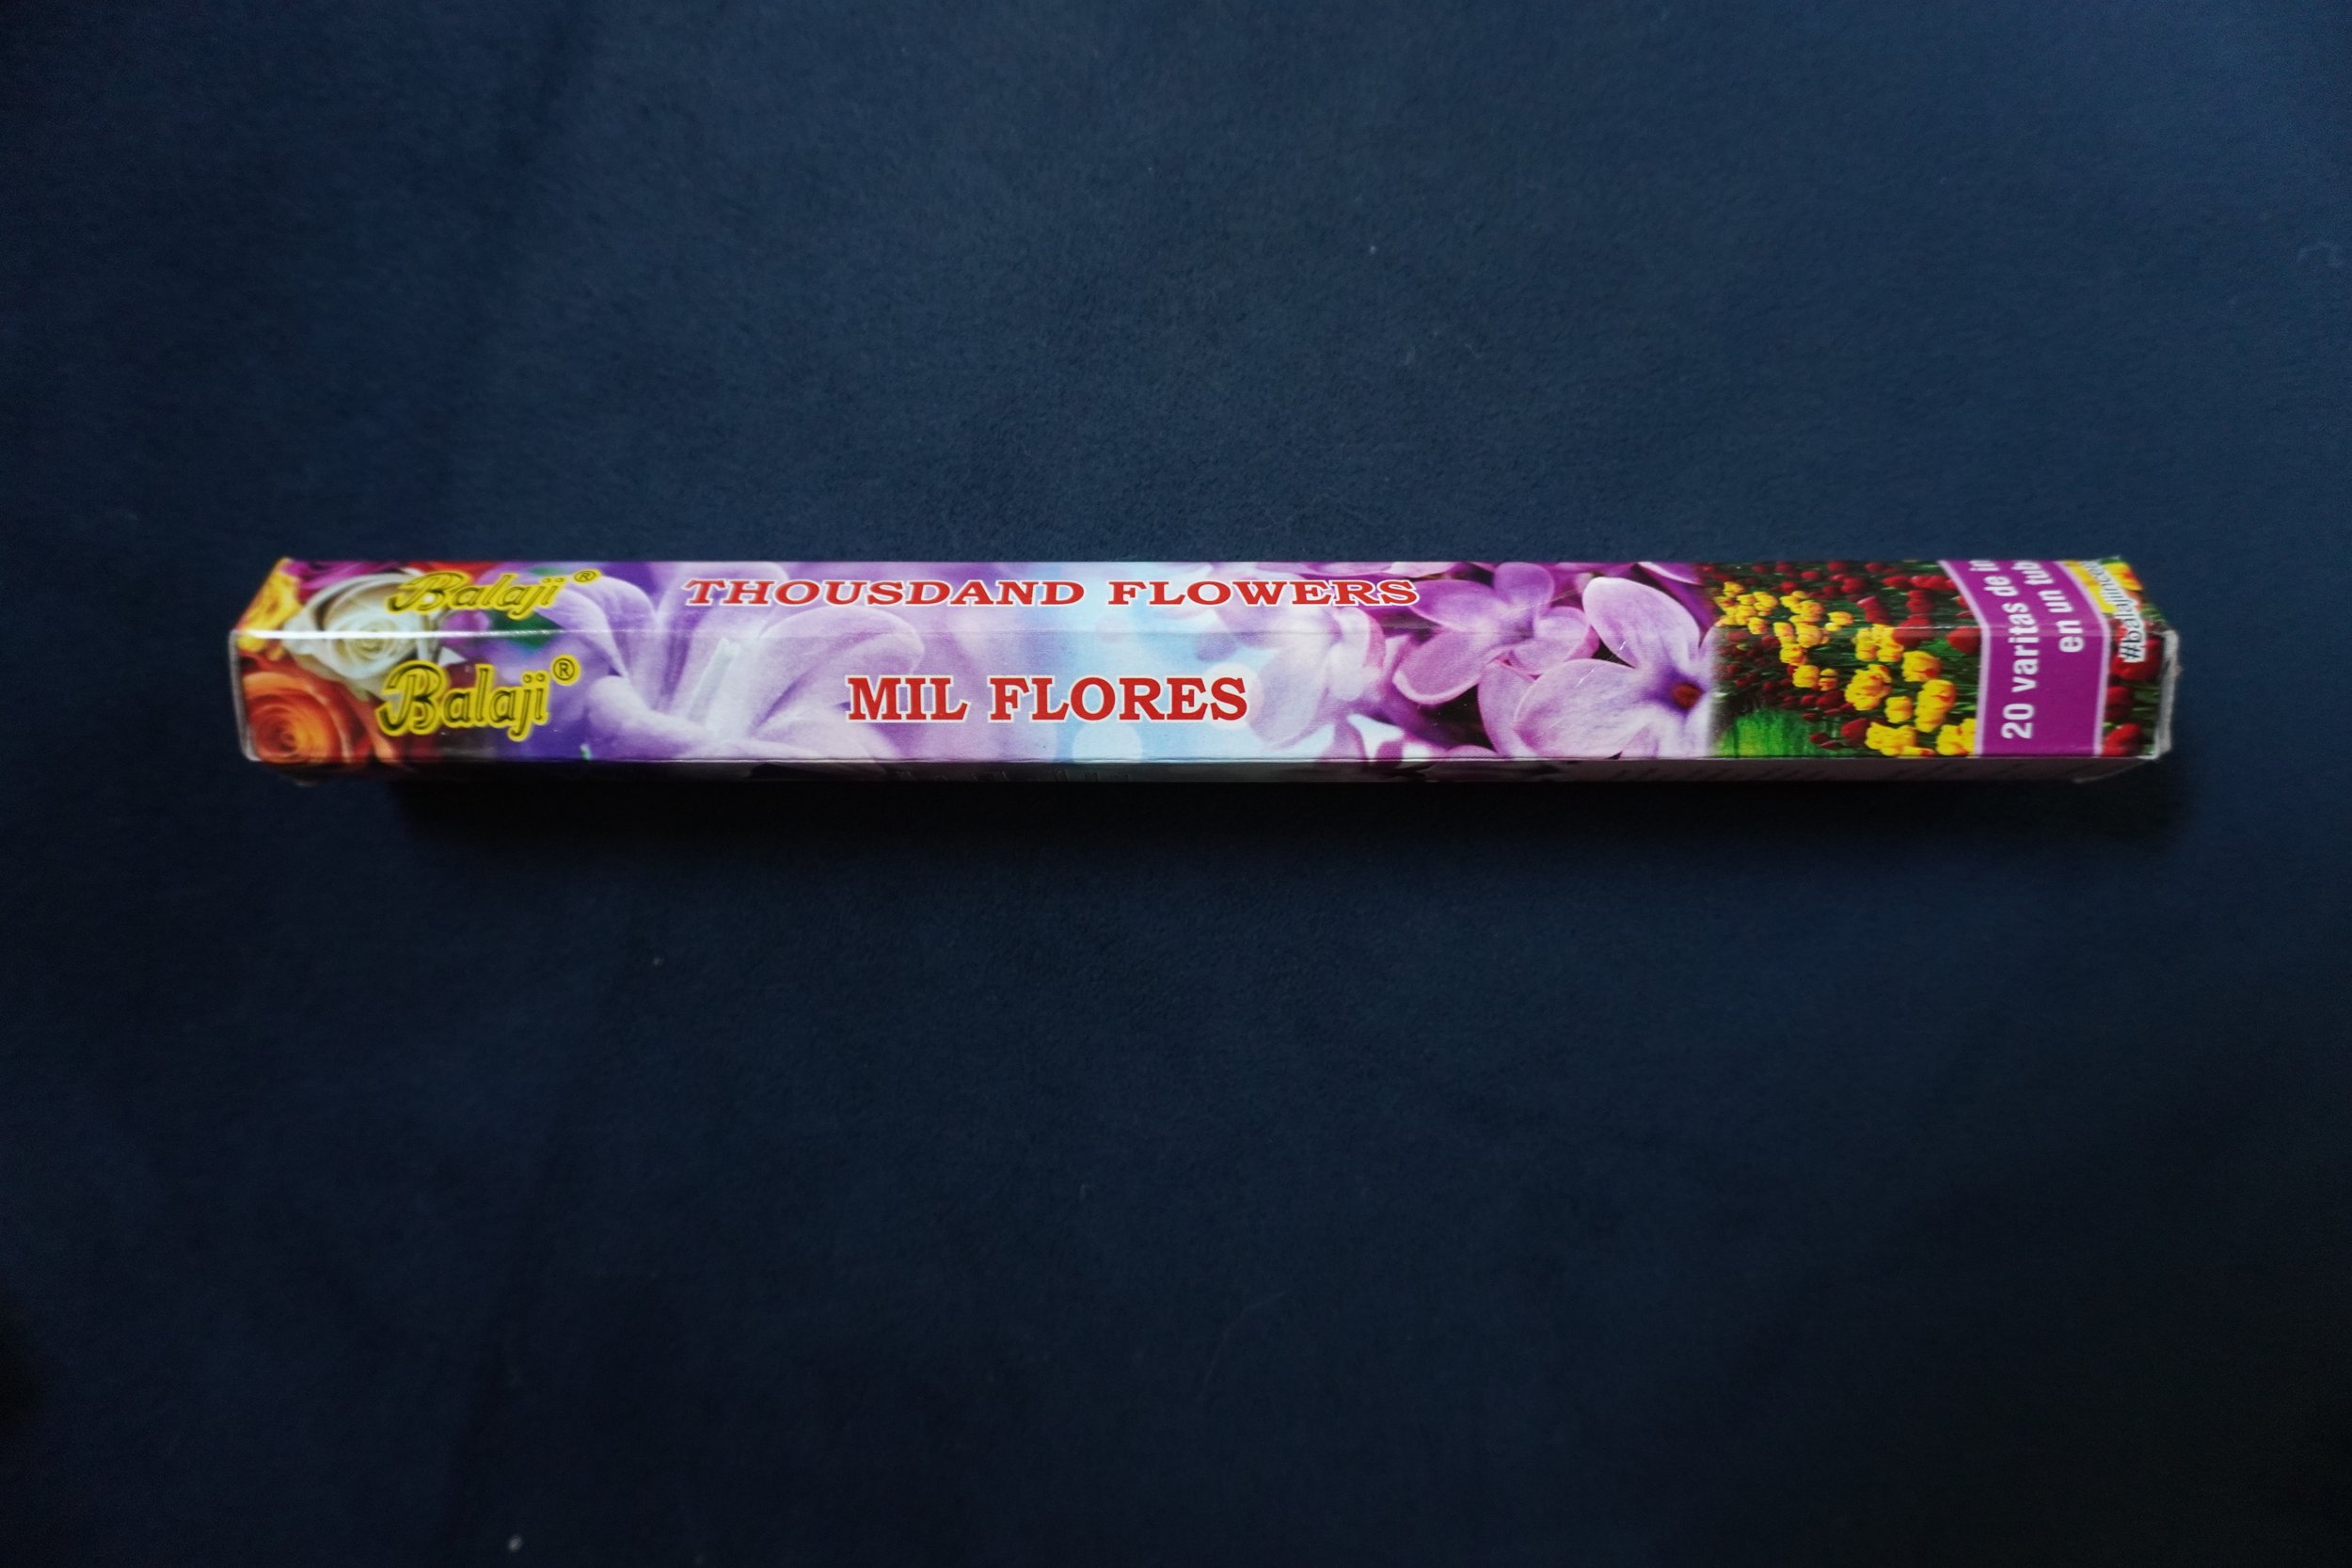 Balaji®
THOUSDAND FLOWERS
Balaji®
MIL FLORES
20 varitas de
en un